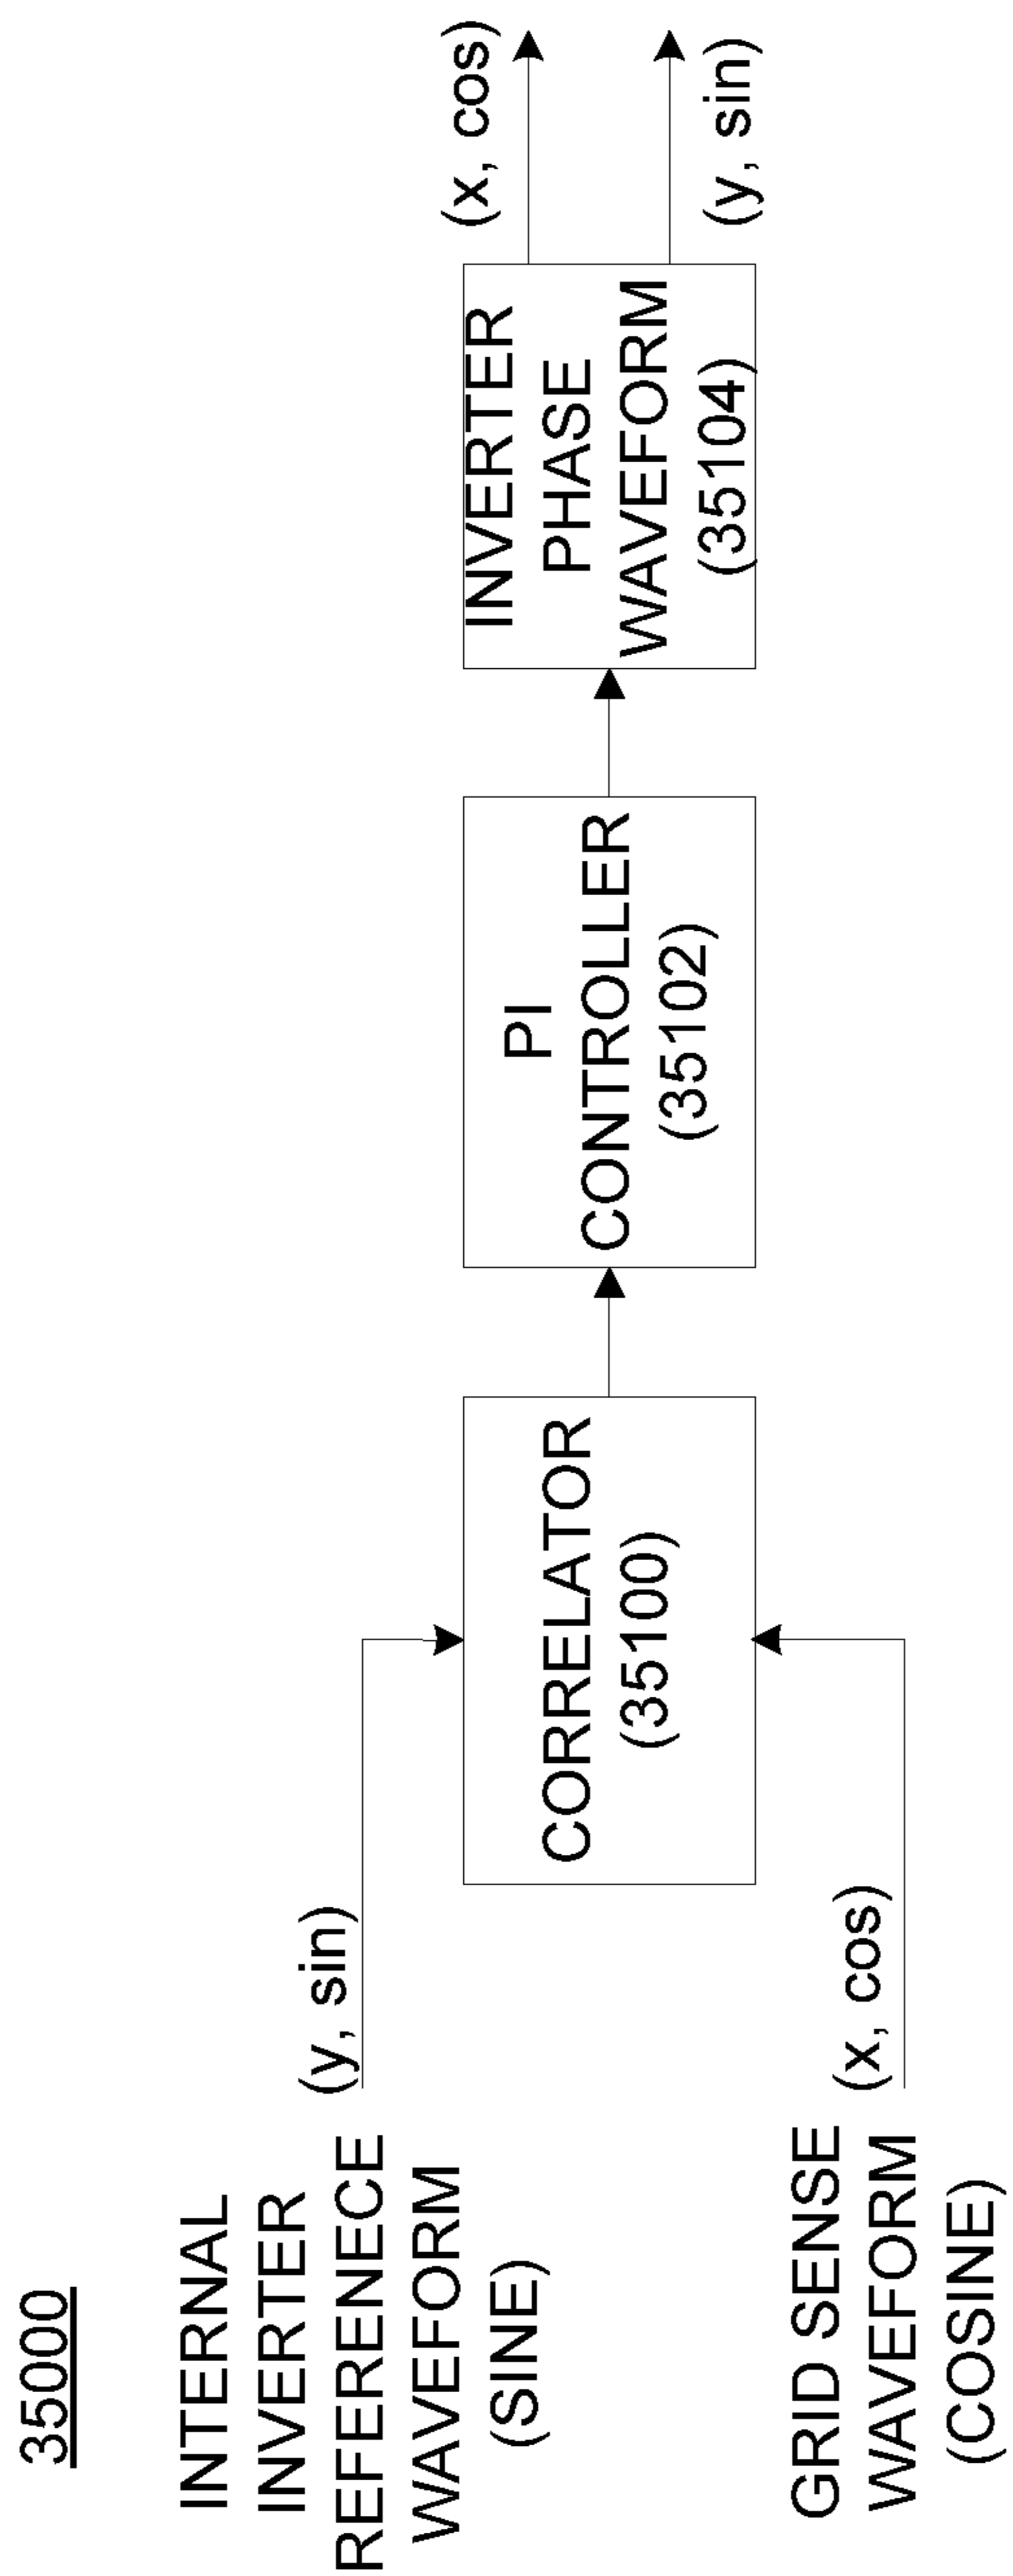 35000
INTERNAL
INVERTER
REFERENECE
WAVEFORM
(SINE)
(y, sin)
GRID SENSE
WAVEFORM
(COSINE)
(x, cos)
CORRELATOR
(35100)
PI
CONTROLLER
(35102)
INVERTER
PHASE
WAVEFORM
(35104)
(x, cos)
(y, sin)